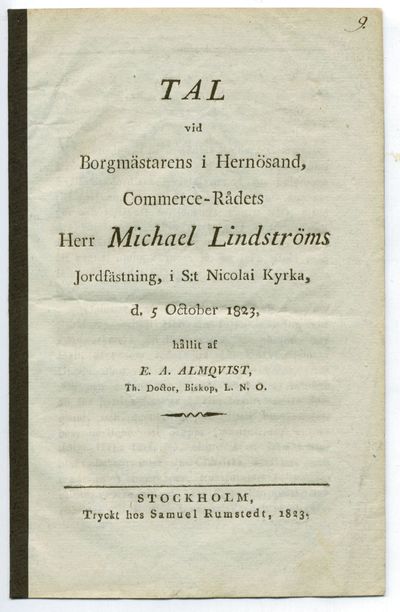 9.
TAL
vid
Borgmästarens i Hernösand,
Commerce-Rådets
Herr Michael Lindströms
Jordfästning, i S:t Nicolai Kyrka,
d. 5 October 1823,
hållit af
E. A. ALMQVIST,
Th. Doctor, Biskop, L. N. O.
STOCKHOLM,
Tryckt hos Samuel Rumstedt, 1823.